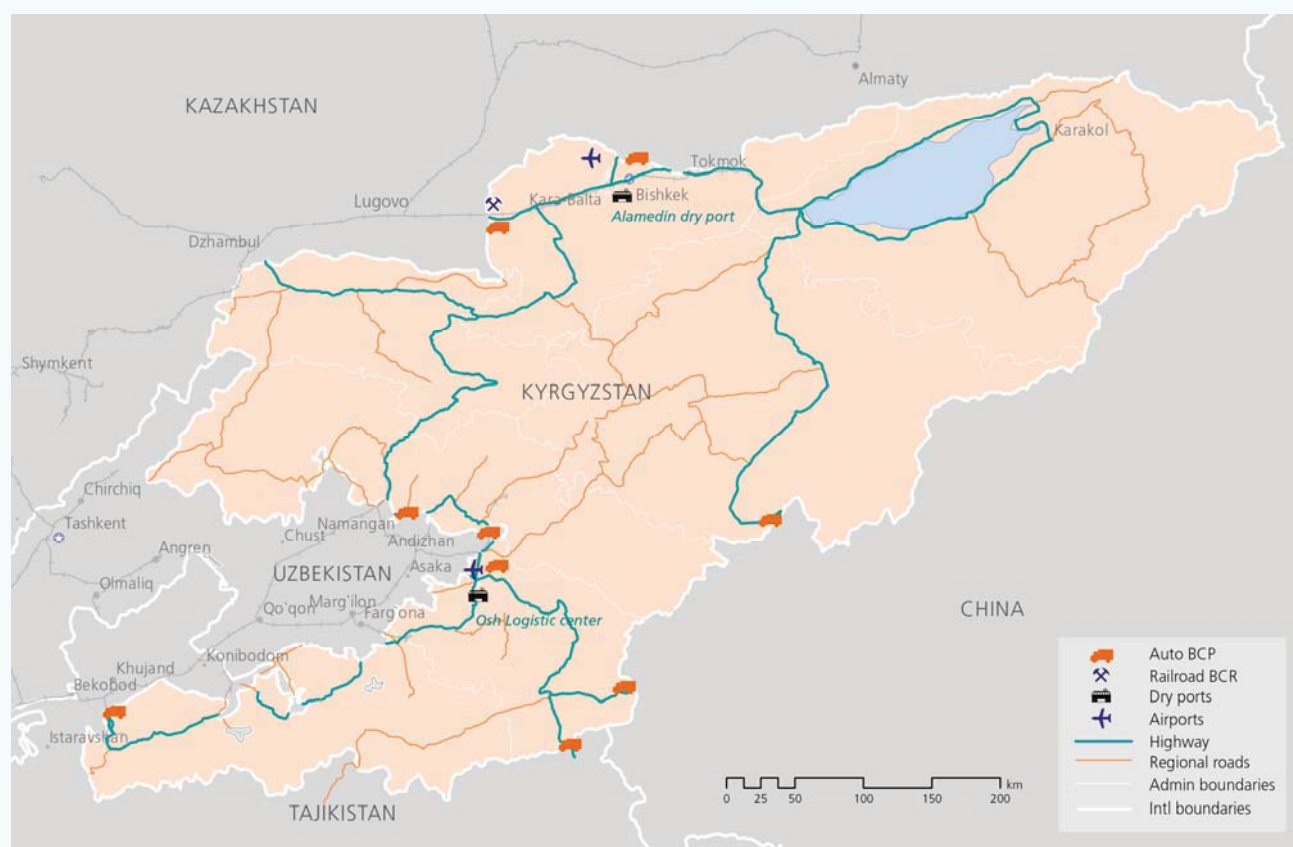 Almaty
KAZAKHSTAN
Karakol
Tokmok
Lugovo
Kara-Balta
Bishkek
Alamedin dry port
Dzhambul
Shymkent
KYRGYZSTAN
Chirchiq
Namangan
Tashkent
Chust
Andizhan
Angren
UZBEKISTAN
Asaka
Olmaliq
Marg`ilon
Qo`qon
Farg`ona
Osh Logistic center
CHINA
Konibodom
Khujand
Bekobod
Istaravshan
TAJIKISTAN
Auto BCP
Railroad BCR
Dry ports
Airports
Highway
Regional roads
Admin boundaries
Intl boundaries
km
0 25 50 100 150 200